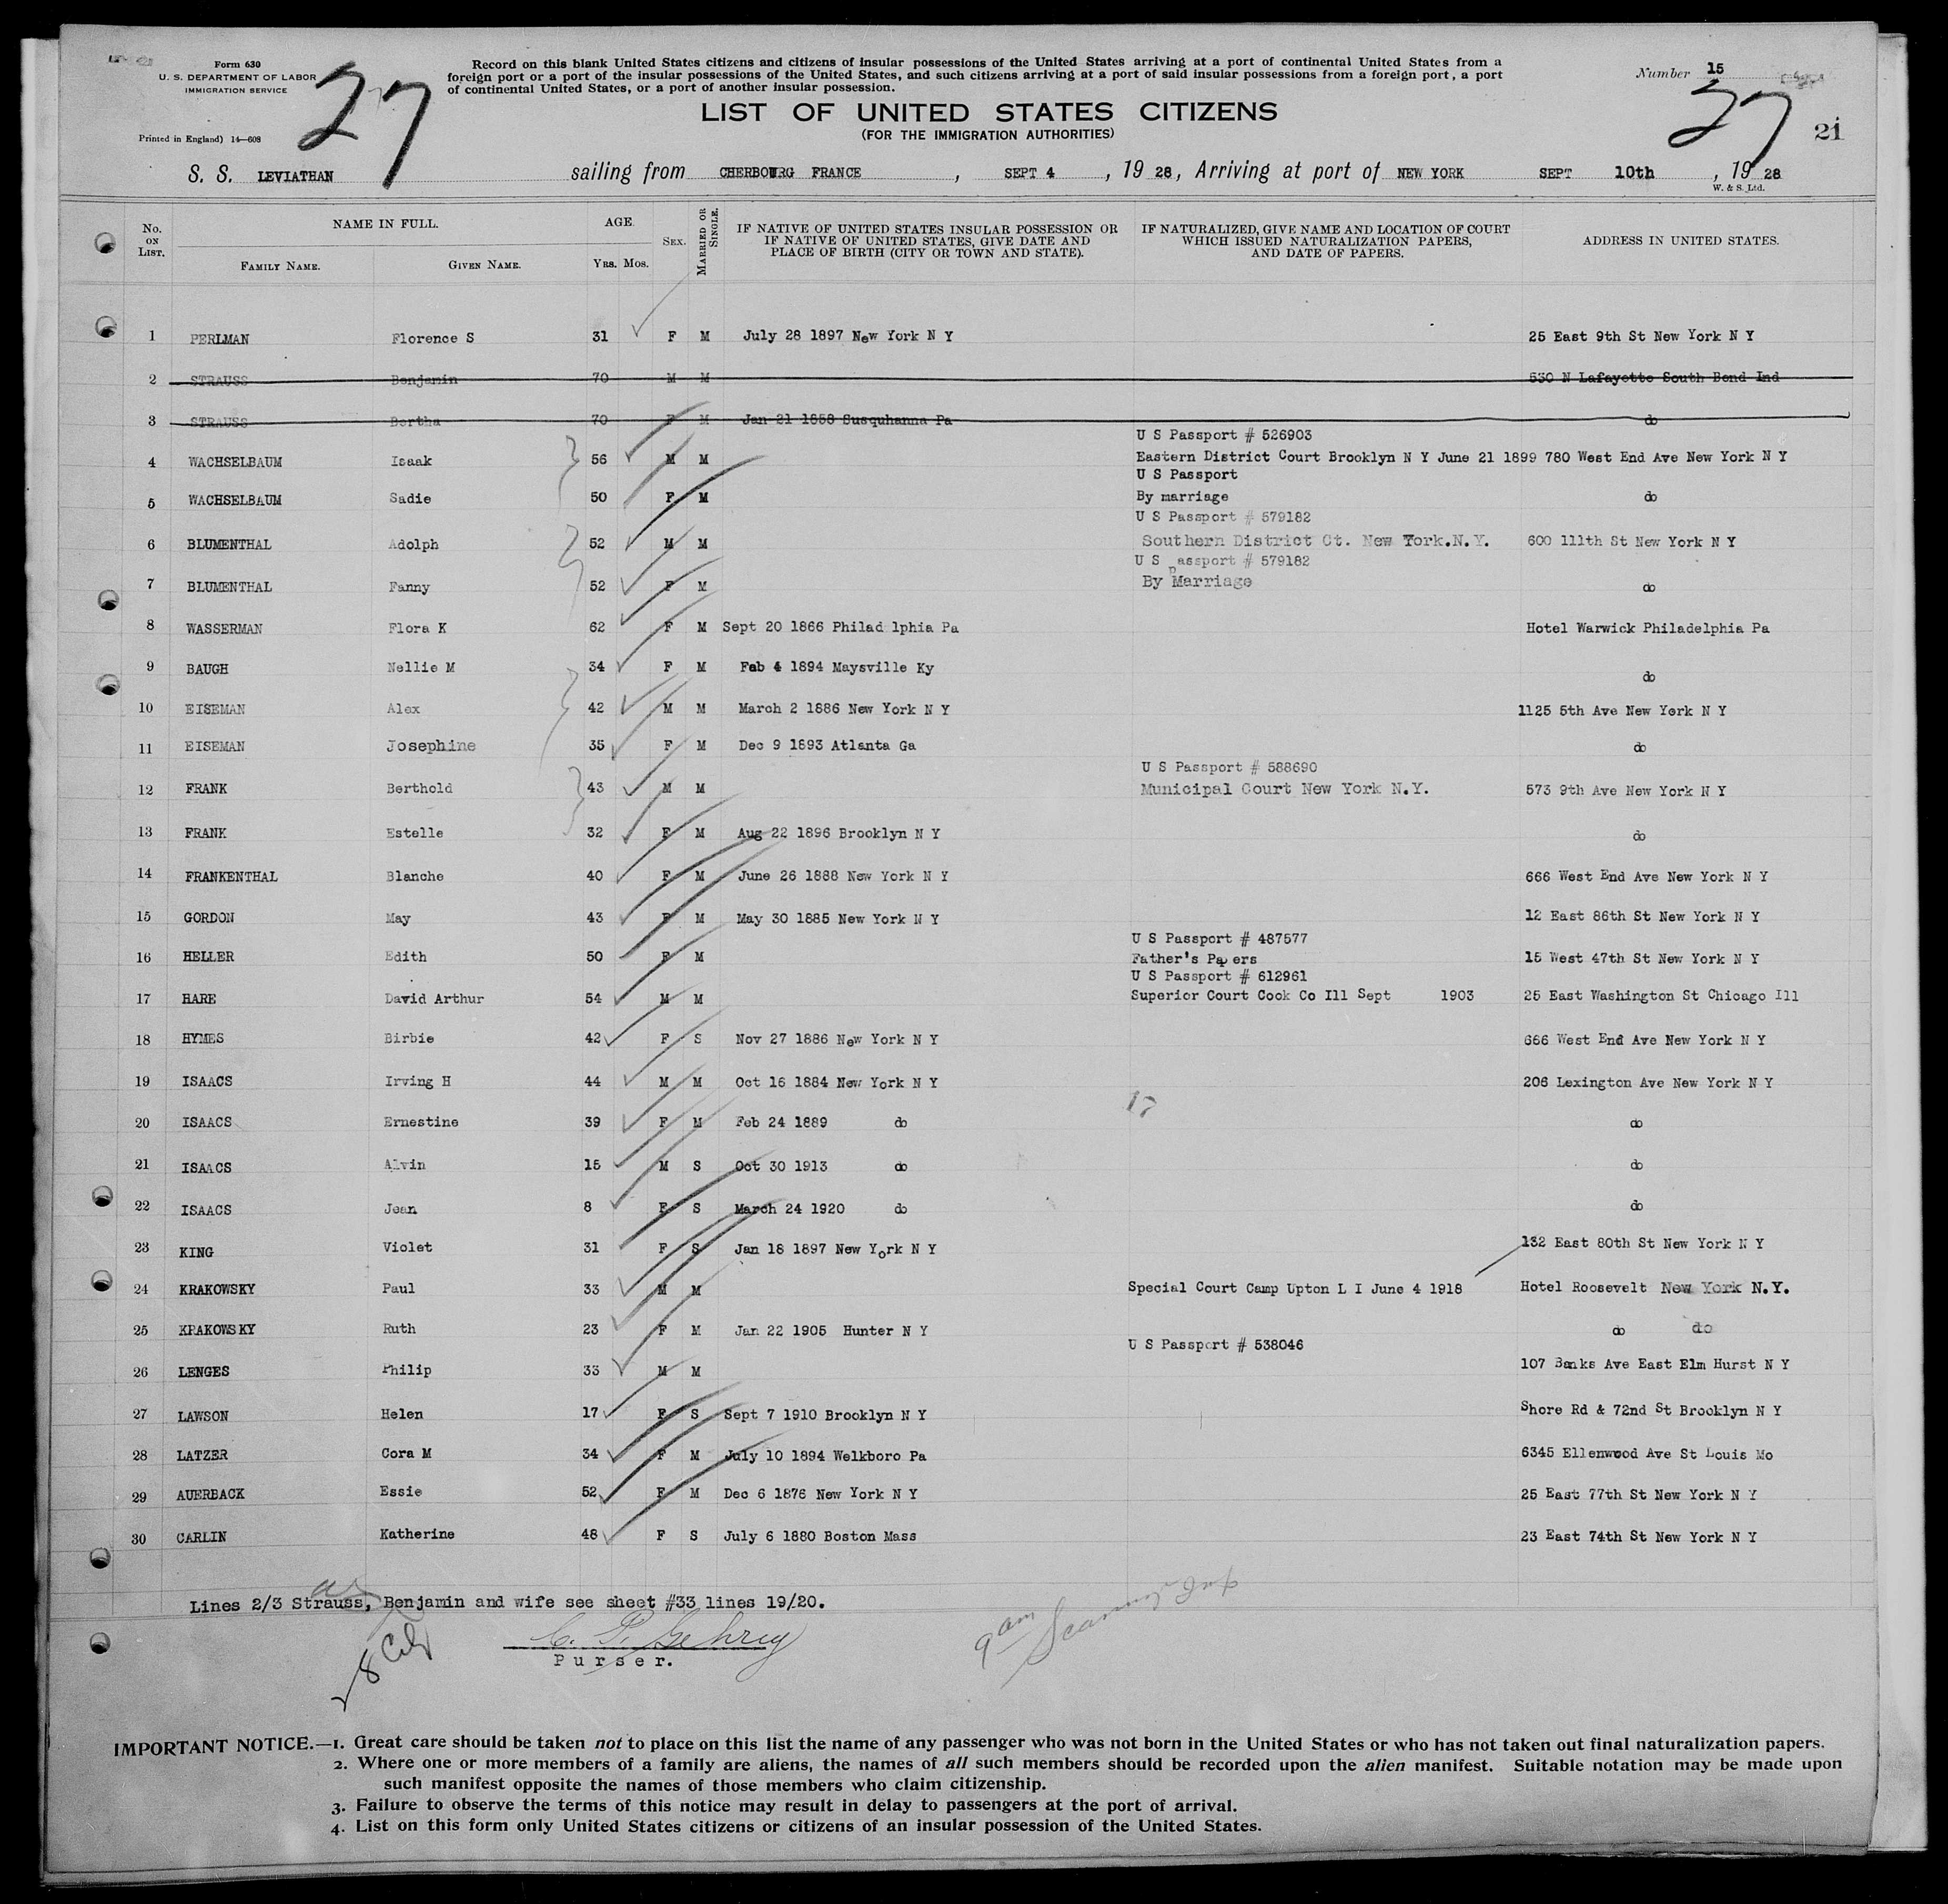 Form 630
U. S. DEPARTMENT OF LABOR
IMMIGRATION SERVICE
Printed in England) 14—608
27
Record on this blank United States citizens and citizens of insular possessions of the United States arriving at a port of continental United States from a
foreign port or a port of the insular possessions of the United States, and such citizens arriving at a port of said insular possessions from a foreign port, a port
of continental United States, or a port of another insular possession.
Number 15
27
21
LIST OF UNITED STATES CITIZENS
(FOR THE IMMIGRATION AUTHORITIES)
S. S. LEVIATHAN sailing from CHERBOURG FRANCE, SEPT 4, 19 28, Arriving at port of NEW YORK SEPT 10th, 19 28
W. & S. Ltd.
No. ON LIST. NAME IN FULL. FAMILY NAME. GIVEN NAME. AGE. YRS. MOS. SEX. MARRIED OR SINGLE. IF NATIVE OF UNITED STATES INSULAR POSSESSION OR IF NATIVE OF UNITED STATES, GIVE DATE AND PLACE OF BIRTH (CITY OR TOWN AND STATE). IF NATURALIZED, GIVE NAME AND LOCATION OF COURT WHICH ISSUED NATURALIZATION PAPERS, AND DATE OF PAPERS. ADDRESS IN UNITED STATES.
1 PERLMAN Florence S 31 F M July 28 1897 New York N Y 25 East 9th St New York N Y
2 STRAUSS Benjamin 70 M M 530 N Lafayette South Bend Ind
3 STRAUSS Bertha 70 F M Jan 21 1858 Susquhanna Pa do
U S Passport # 526903
4 WACHSELBAUM Isaak 56 M M Eastern District Court Brooklyn N Y June 21 1899 780 West End Ave New York N Y
U S Passport
5 WACHSELBAUM Sadie 50 F M By marriage do
U S Passport # 579182
6 BLUMENTHAL Adolph 52 M M Southern District Ct. New York.N.Y. 600 111th St New York N Y
U S Passport # 579182
7 BLUMENTHAL Fanny 52 F M By Marriage do
8 WASSERMAN Flora K 62 F M Sept 20 1866 Philad lphia Pa Hotel Warwick Philadelphia Pa
9 BAUGH Nellie M 34 F M Feb 4 1894 Maysville Ky do
10 EISEMAN Alex 42 M M March 2 1886 New York N Y 1125 5th Ave New York N Y
11 EISEMAN Josephine 35 F M Dec 9 1893 Atlanta Ga do
U S Passport # 588690
12 FRANK Berthold 43 M M Municipal Court New York N.Y. 573 9th Ave New York N Y
13 FRANK Estelle 32 F M Aug 22 1896 Brooklyn N Y do
14 FRANKENTHAL Blanche 40 F M June 26 1888 New York N Y 666 West End Ave New York N Y
15 GORDON May 43 F M May 30 1885 New York N Y 12 East 86th St New York N Y
U S Passport # 487577
16 HELLER Edith 50 F M Father's Papers 15 West 47th St New York N Y
U S Passport # 612961
17 HARE David Arthur 54 M M Superior Court Cook Co Ill Sept 1903 25 East Washington St Chicago Ill
18 HYMES Birbie 42 F S Nov 27 1886 New York N Y 666 West End Ave New York N Y
19 ISAACS Irving H 44 M M Oct 16 1884 New York N Y 206 Lexington Ave New York N Y
17
20 ISAACS Ernestine 39 F M Feb 24 1889 do do
21 ISAACS Alvin 15 M S Oct 30 1913 do do
22 ISAACS Jean 8 F S March 24 1920 do do
23 KING Violet 31 F S Jan 18 1897 New York N Y 132 East 80th St New York N Y
24 KRAKOWSKY Paul 33 M M Special Court Camp Upton L I June 4 1918 Hotel Roosevelt New York N.Y.
25 KRAKOWSKY Ruth 23 F M Jan 22 1905 Hunter N Y do do
U S Passport # 538046
26 LENGES Philip 33 M M 107 Banks Ave East Elm Hurst N Y
27 LAWSON Helen 17 F S Sept 7 1910 Brooklyn N Y Shore Rd & 72nd St Brooklyn N Y
28 LATZER Cora M 34 F M July 10 1894 Welkboro Pa 6345 Ellenwood Ave St Louis Mo
29 AUERBACK Essie 52 F M Dec 6 1876 New York N Y 25 East 77th St New York N Y
30 CARLIN Katherine 48 F S July 6 1880 Boston Mass 23 East 74th St New York N Y
Lines 2/3 Strauss, Benjamin and wife see sheet #33 lines 19/20.
C. P. Gehrig
Purser.
9 am
IMPORTANT NOTICE.—1. Great care should be taken not to place on this list the name of any passenger who was not born in the United States or who has not taken out final naturalization papers.
2. Where one or more members of a family are aliens, the names of all such members should be recorded upon the alien manifest. Suitable notation may be made upon
such manifest opposite the names of those members who claim citizenship.
3. Failure to observe the terms of this notice may result in delay to passengers at the port of arrival.
4. List on this form only United States citizens or citizens of an insular possession of the United States.